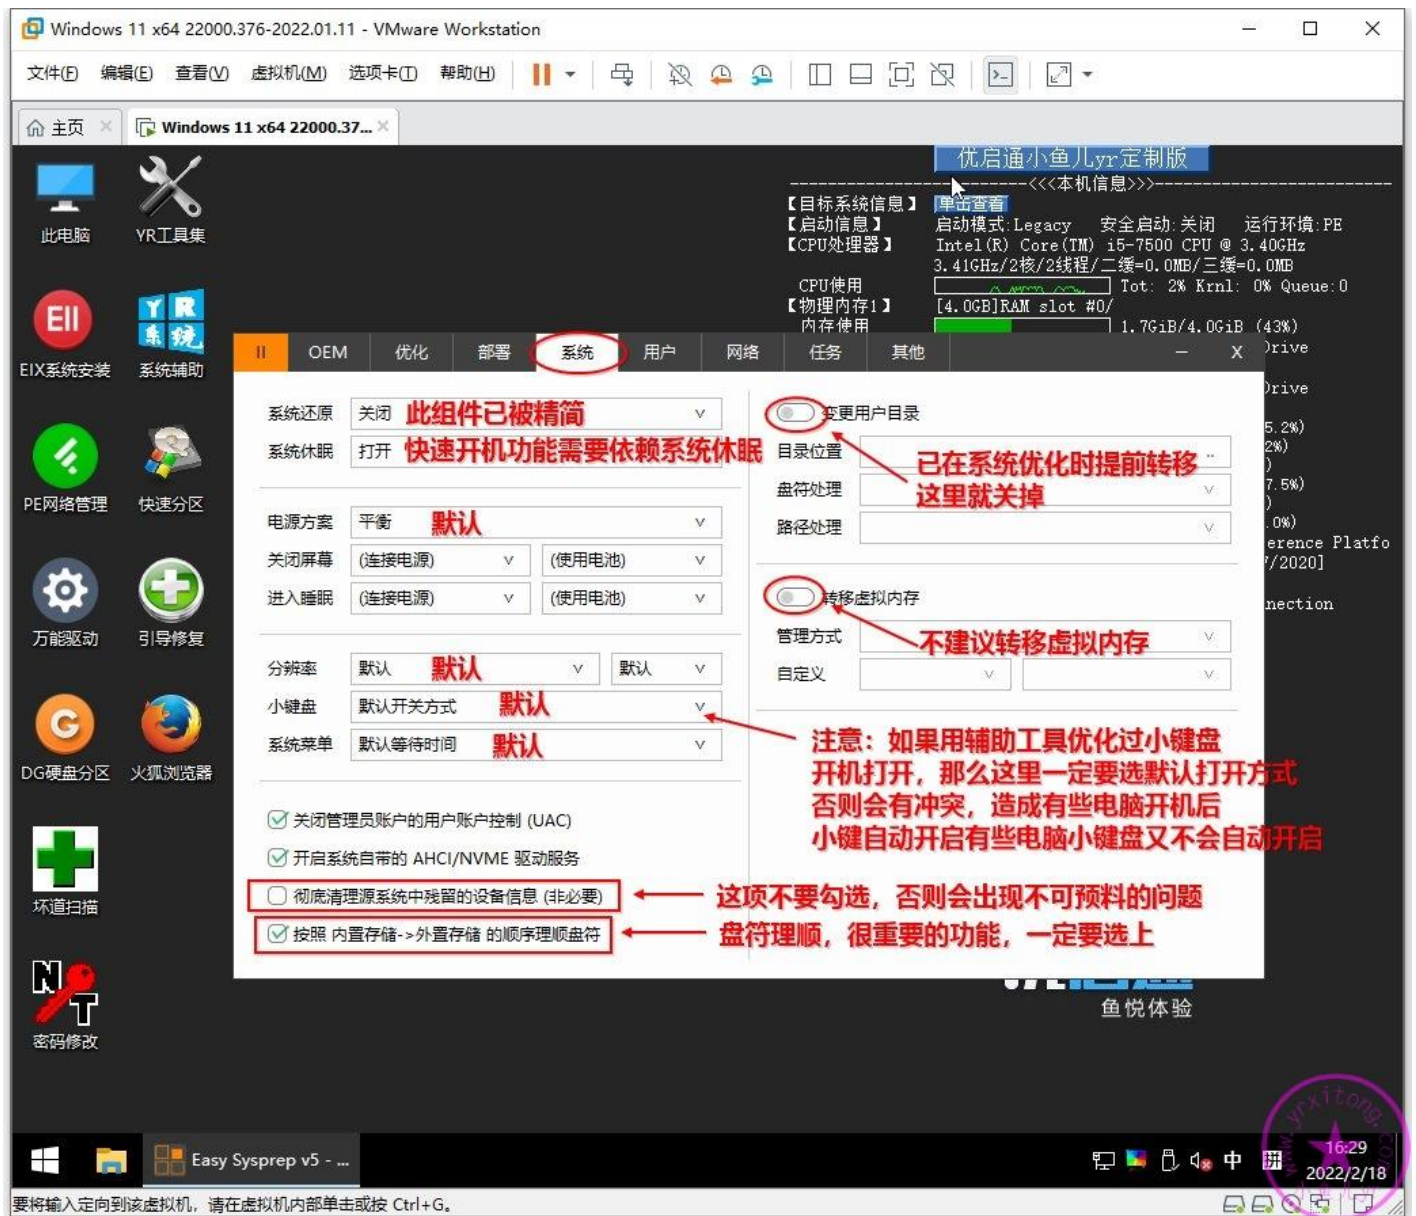 Windows 11 x64 22000.376-2022.01.11 - VMware Workstation
文件(F) 编辑(E) 查看(V) 虚拟机(M) 选项卡(T) 帮助(H)
主页 Windows 11 x64 22000.37...
此电脑 YR工具集
EIX系统安装 系统辅助
PE网络管理 快速分区
万能驱动 引导修复
DG硬盘分区 火狐浏览器
坏道扫描
密码修改
优启通小鱼儿yr定制版
<<<本机信息>>>
【目标系统信息】 单击查看
【启动信息】 启动模式:Legacy 安全启动:关闭 运行环境:PE
【CPU处理器】 Intel(R) Core(TM) i5-7500 CPU @ 3.40GHz
3.41GHz/2核/2线程/二缓=0.0MB/三缓=0.0MB
CPU使用 Tot: 2% Krnl: 0% Queue:0
【物理内存1】 [4.0GB]RAM slot #0/
内存使用 1.7GiB/4.0GiB (43%)
OEM 优化 部署 系统 用户 网络 任务 其他
系统还原 关闭 此组件已被精简
系统休眠 打开 快速开机功能需要依赖系统休眠
电源方案 平衡 默认
关闭屏幕 (连接电源) (使用电池)
进入睡眠 (连接电源) (使用电池)
分辨率 默认 默认 默认
小键盘 默认开关方式 默认
系统菜单 默认等待时间 默认
关闭管理员账户的用户账户控制 (UAC)
开启系统自带的 AHCI/NVME 驱动服务
彻底清理源系统中残留的设备信息 (非必要)
按照 内置存储->外置存储 的顺序理顺盘符
变更用户目录
目录位置 ..
盘符处理
路径处理
已在系统优化时提前转移
这里就关掉
转移虚拟内存
管理方式
自定义
不建议转移虚拟内存
注意：如果用辅助工具优化过小键盘
开机打开，那么这里一定要选默认打开方式
否则会有冲突，造成有些电脑开机后
小键自动开启有些电脑小键盘又不会自动开启
这项不要勾选，否则会出现不可预料的问题
盘符理顺，很重要的功能，一定要选上
鱼悦体验
Easy Sysprep v5 - ...
中 拼 16:29
2022/2/18
要将输入定向到该虚拟机，请在虚拟机内部单击或按 Ctrl+G。